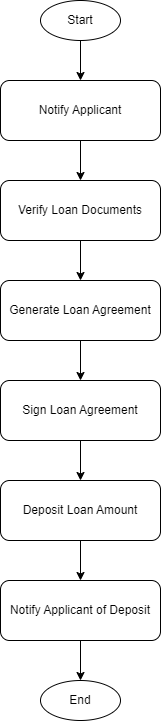 Start
Notify Applicant
Verify Loan Documents
Generate Loan Agreement
Sign Loan Agreement
Deposit Loan Amount
Notify Applicant of Deposit
End